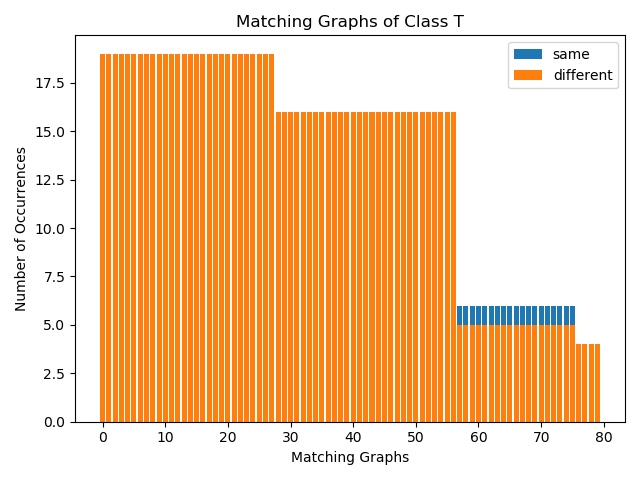 Matching Graphs of Class T
same
different
Number of Occurrences
17.5
15.0
12.5
10.0
7.5
5.0
2.5
0.0
0 10 20 30 40 50 60 70 80
Matching Graphs